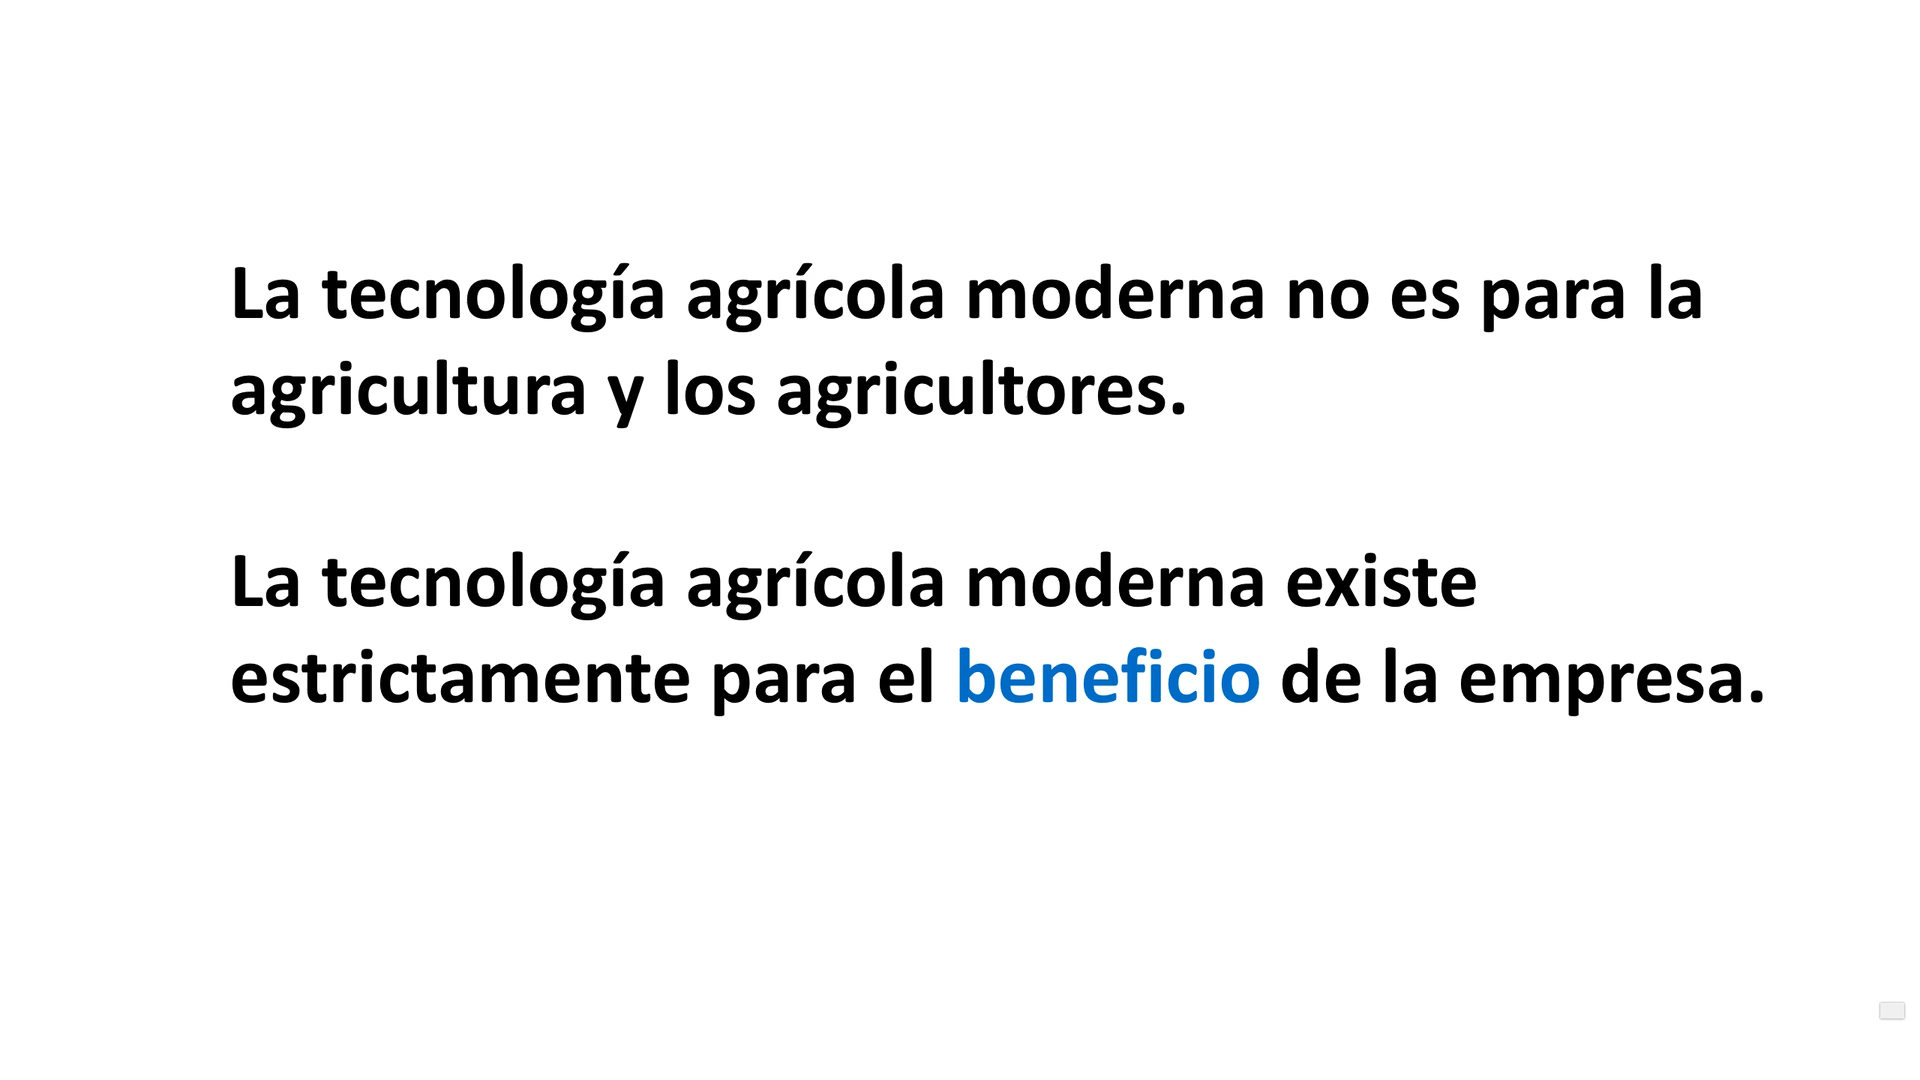 La tecnología agrícola moderna no es para la
agricultura y los agricultores.
La tecnología agrícola moderna existe
estrictamente para el beneficio de la empresa.